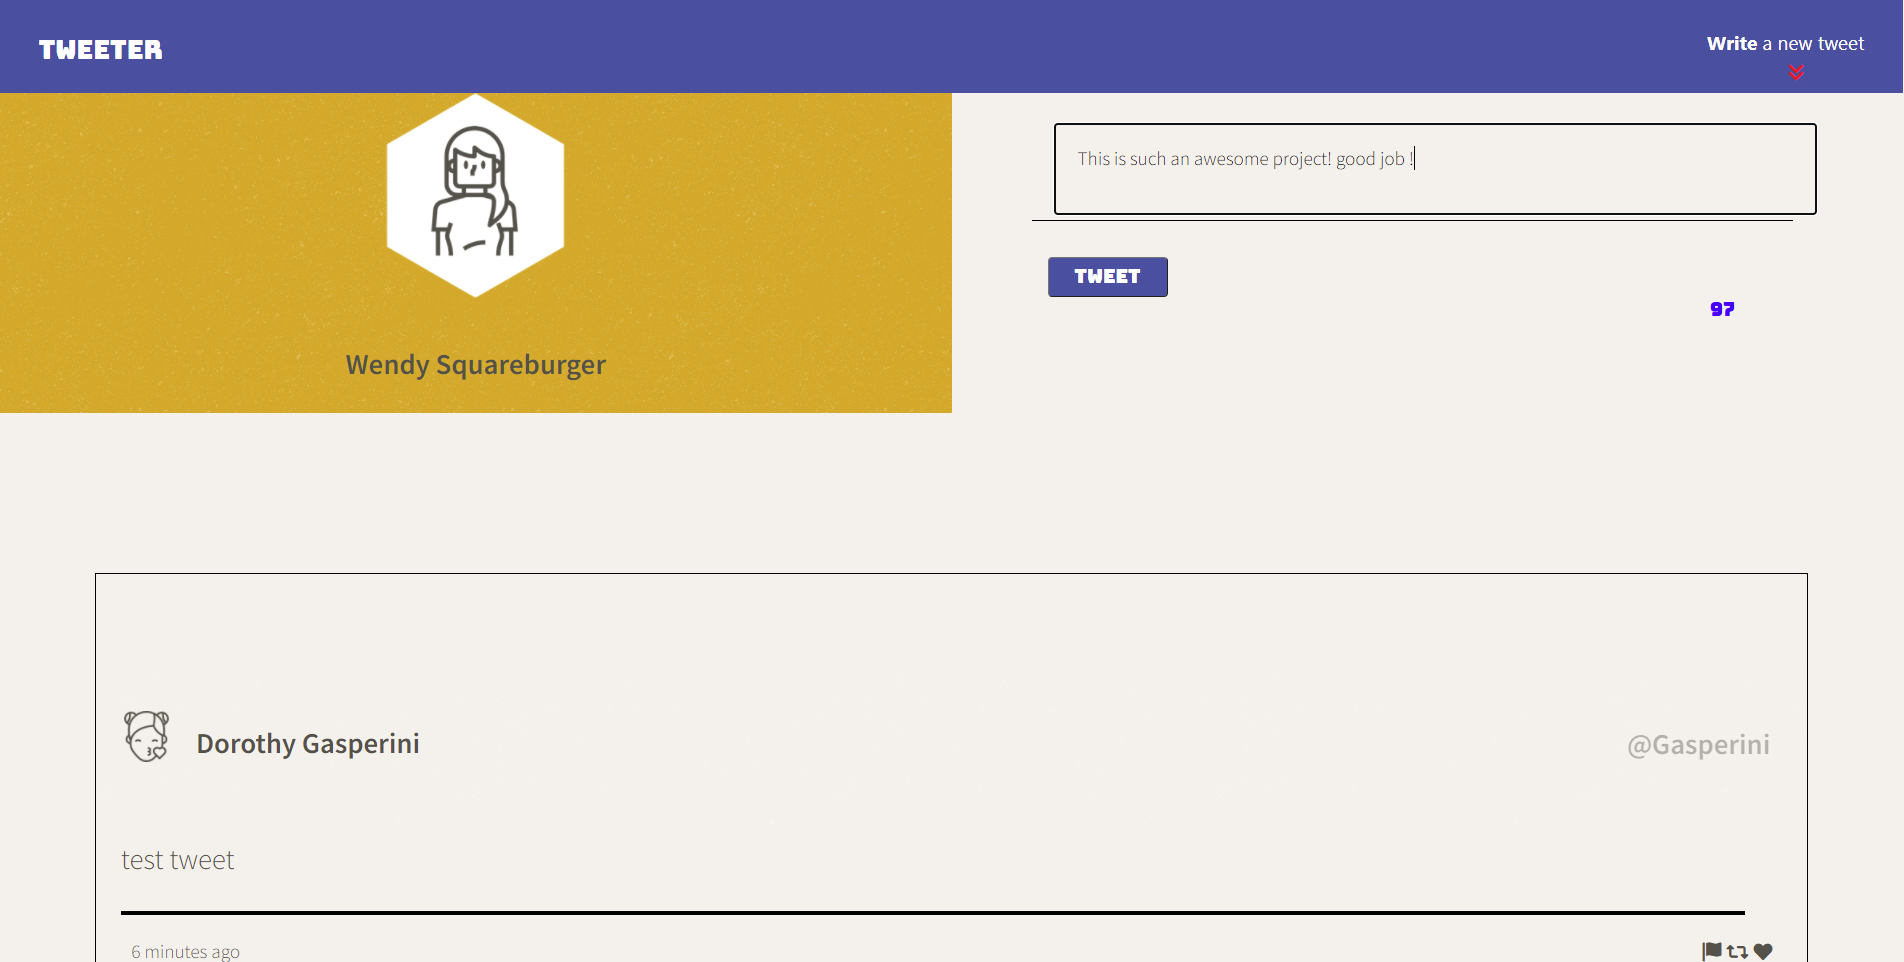 TWEETER
Write a new tweet
This is such an awesome project! good job !
TWEET
97
Wendy Squareburger
Dorothy Gasperini
@Gasperini
test tweet
6 minutes ago